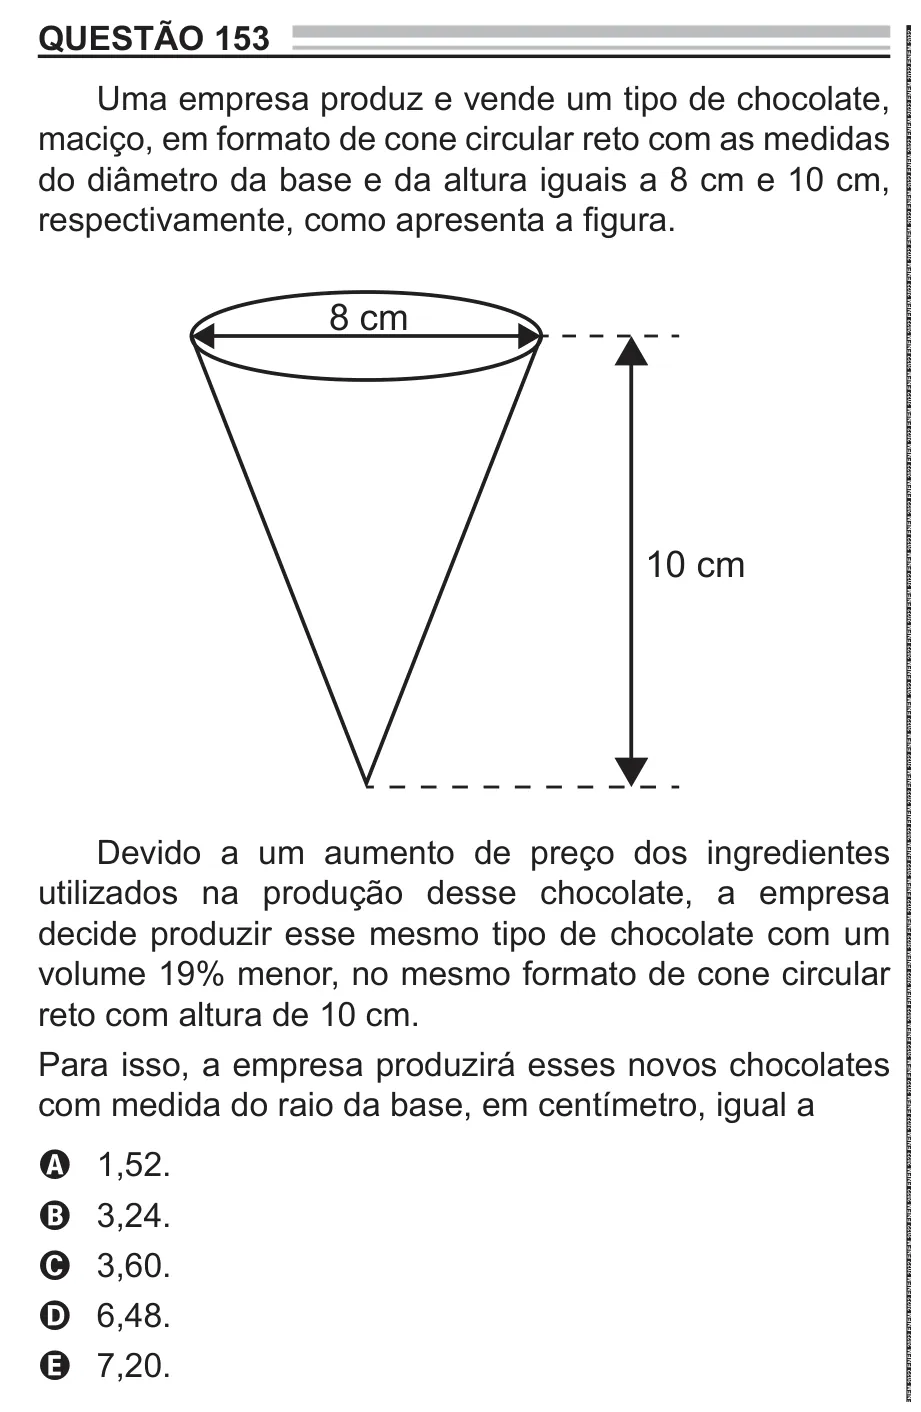 QUESTÃO 153
Uma empresa produz e vende um tipo de chocolate,
maciço, em formato de cone circular reto com as medidas
do diâmetro da base e da altura iguais a 8 cm e 10 cm,
respectivamente, como apresenta a figura.
8 cm
10 cm
Devido a um aumento de preço dos ingredientes
utilizados na produção desse chocolate, a empresa
decide produzir esse mesmo tipo de chocolate com um
volume 19% menor, no mesmo formato de cone circular
reto com altura de 10 cm.
Para isso, a empresa produzirá esses novos chocolates
com medida do raio da base, em centímetro, igual a
A 1,52.
B 3,24.
C 3,60.
D 6,48.
E 7,20.